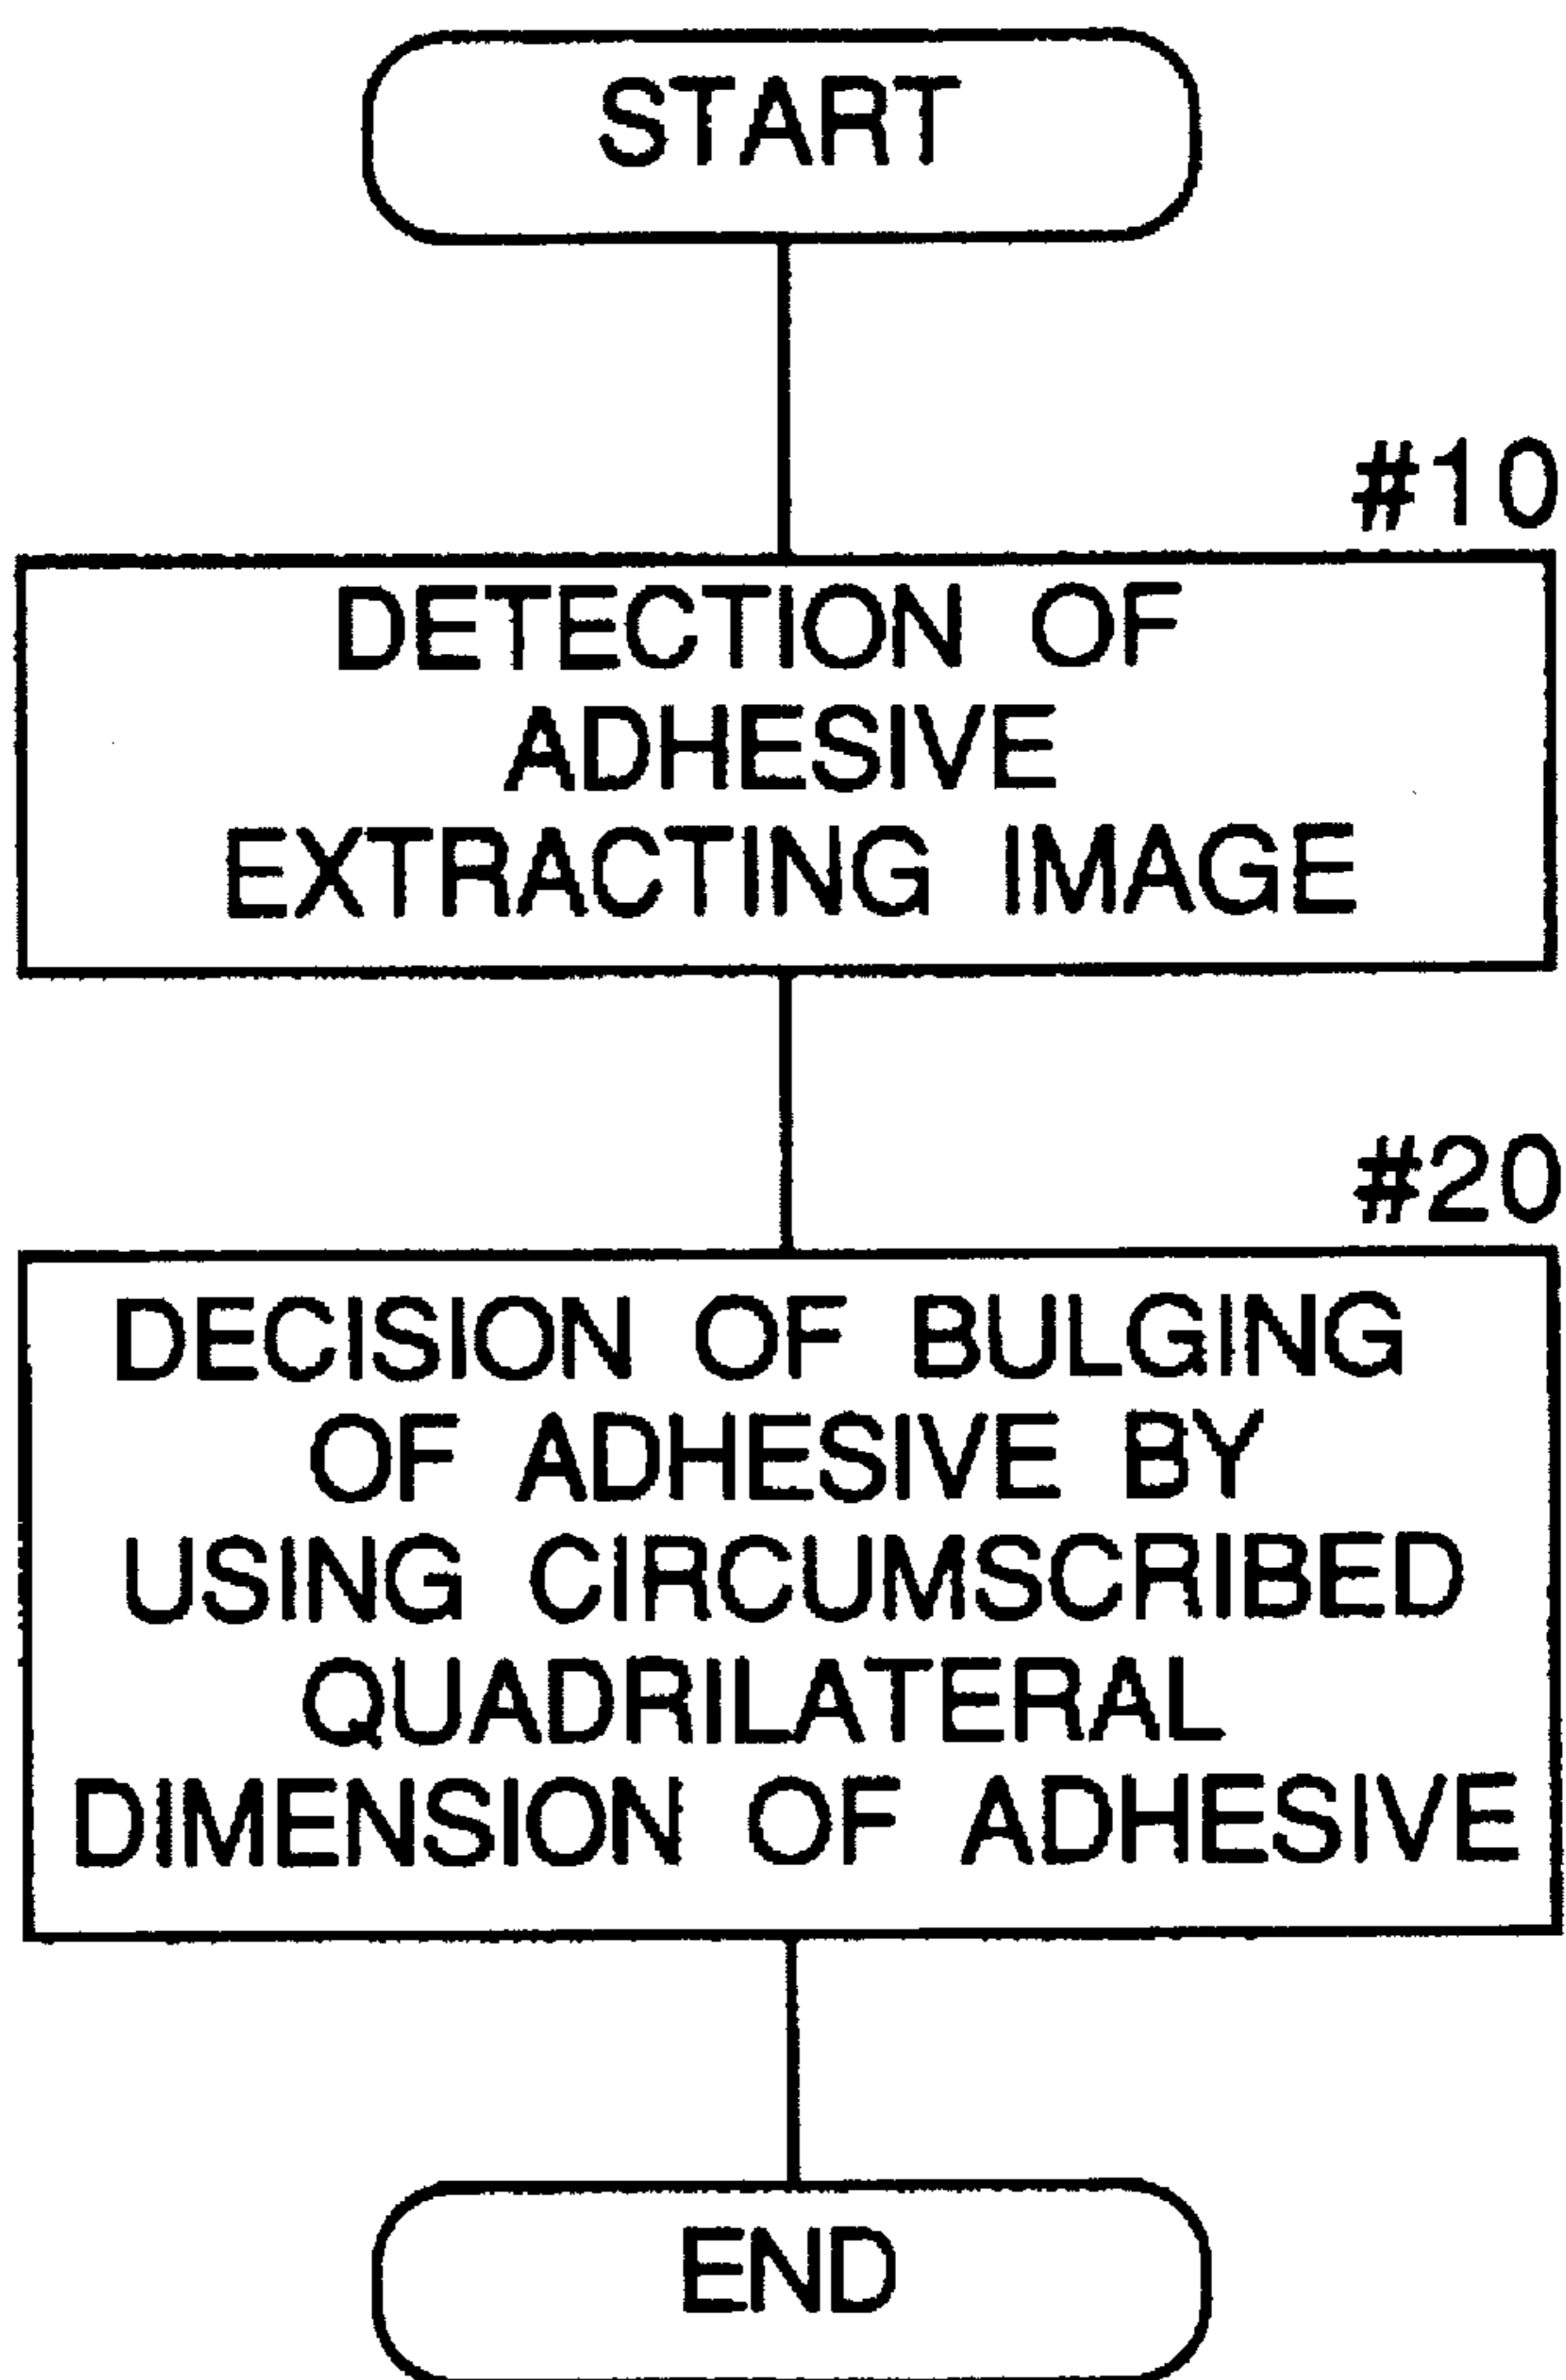 START
#10
DETECTION OF
ADHESIVE
EXTRACTING IMAGE
#20
DECISION OF BULGING
OF ADHESIVE BY
USING CIRCUMSCRIBED
QUADRILATERAL
DIMENSION OF ADHESIVE
END